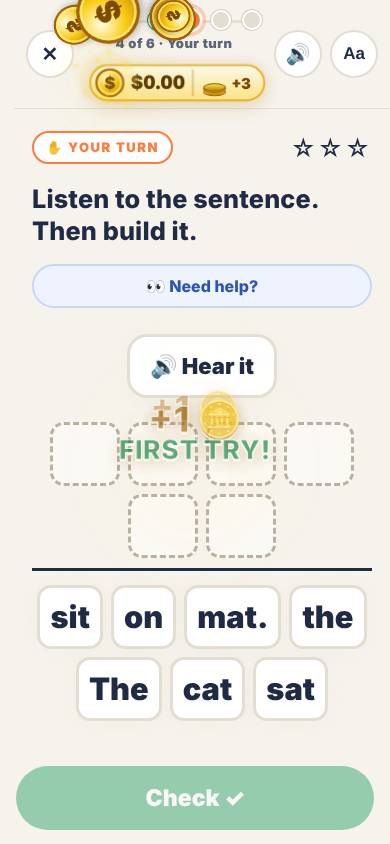 4 of 6 · Your turn
$0.00 +3
Aa
YOUR TURN
Listen to the sentence.
Then build it.
Need help?
Hear it
+1
FIRST TRY!
sit on mat. the
The cat sat
Check ✓